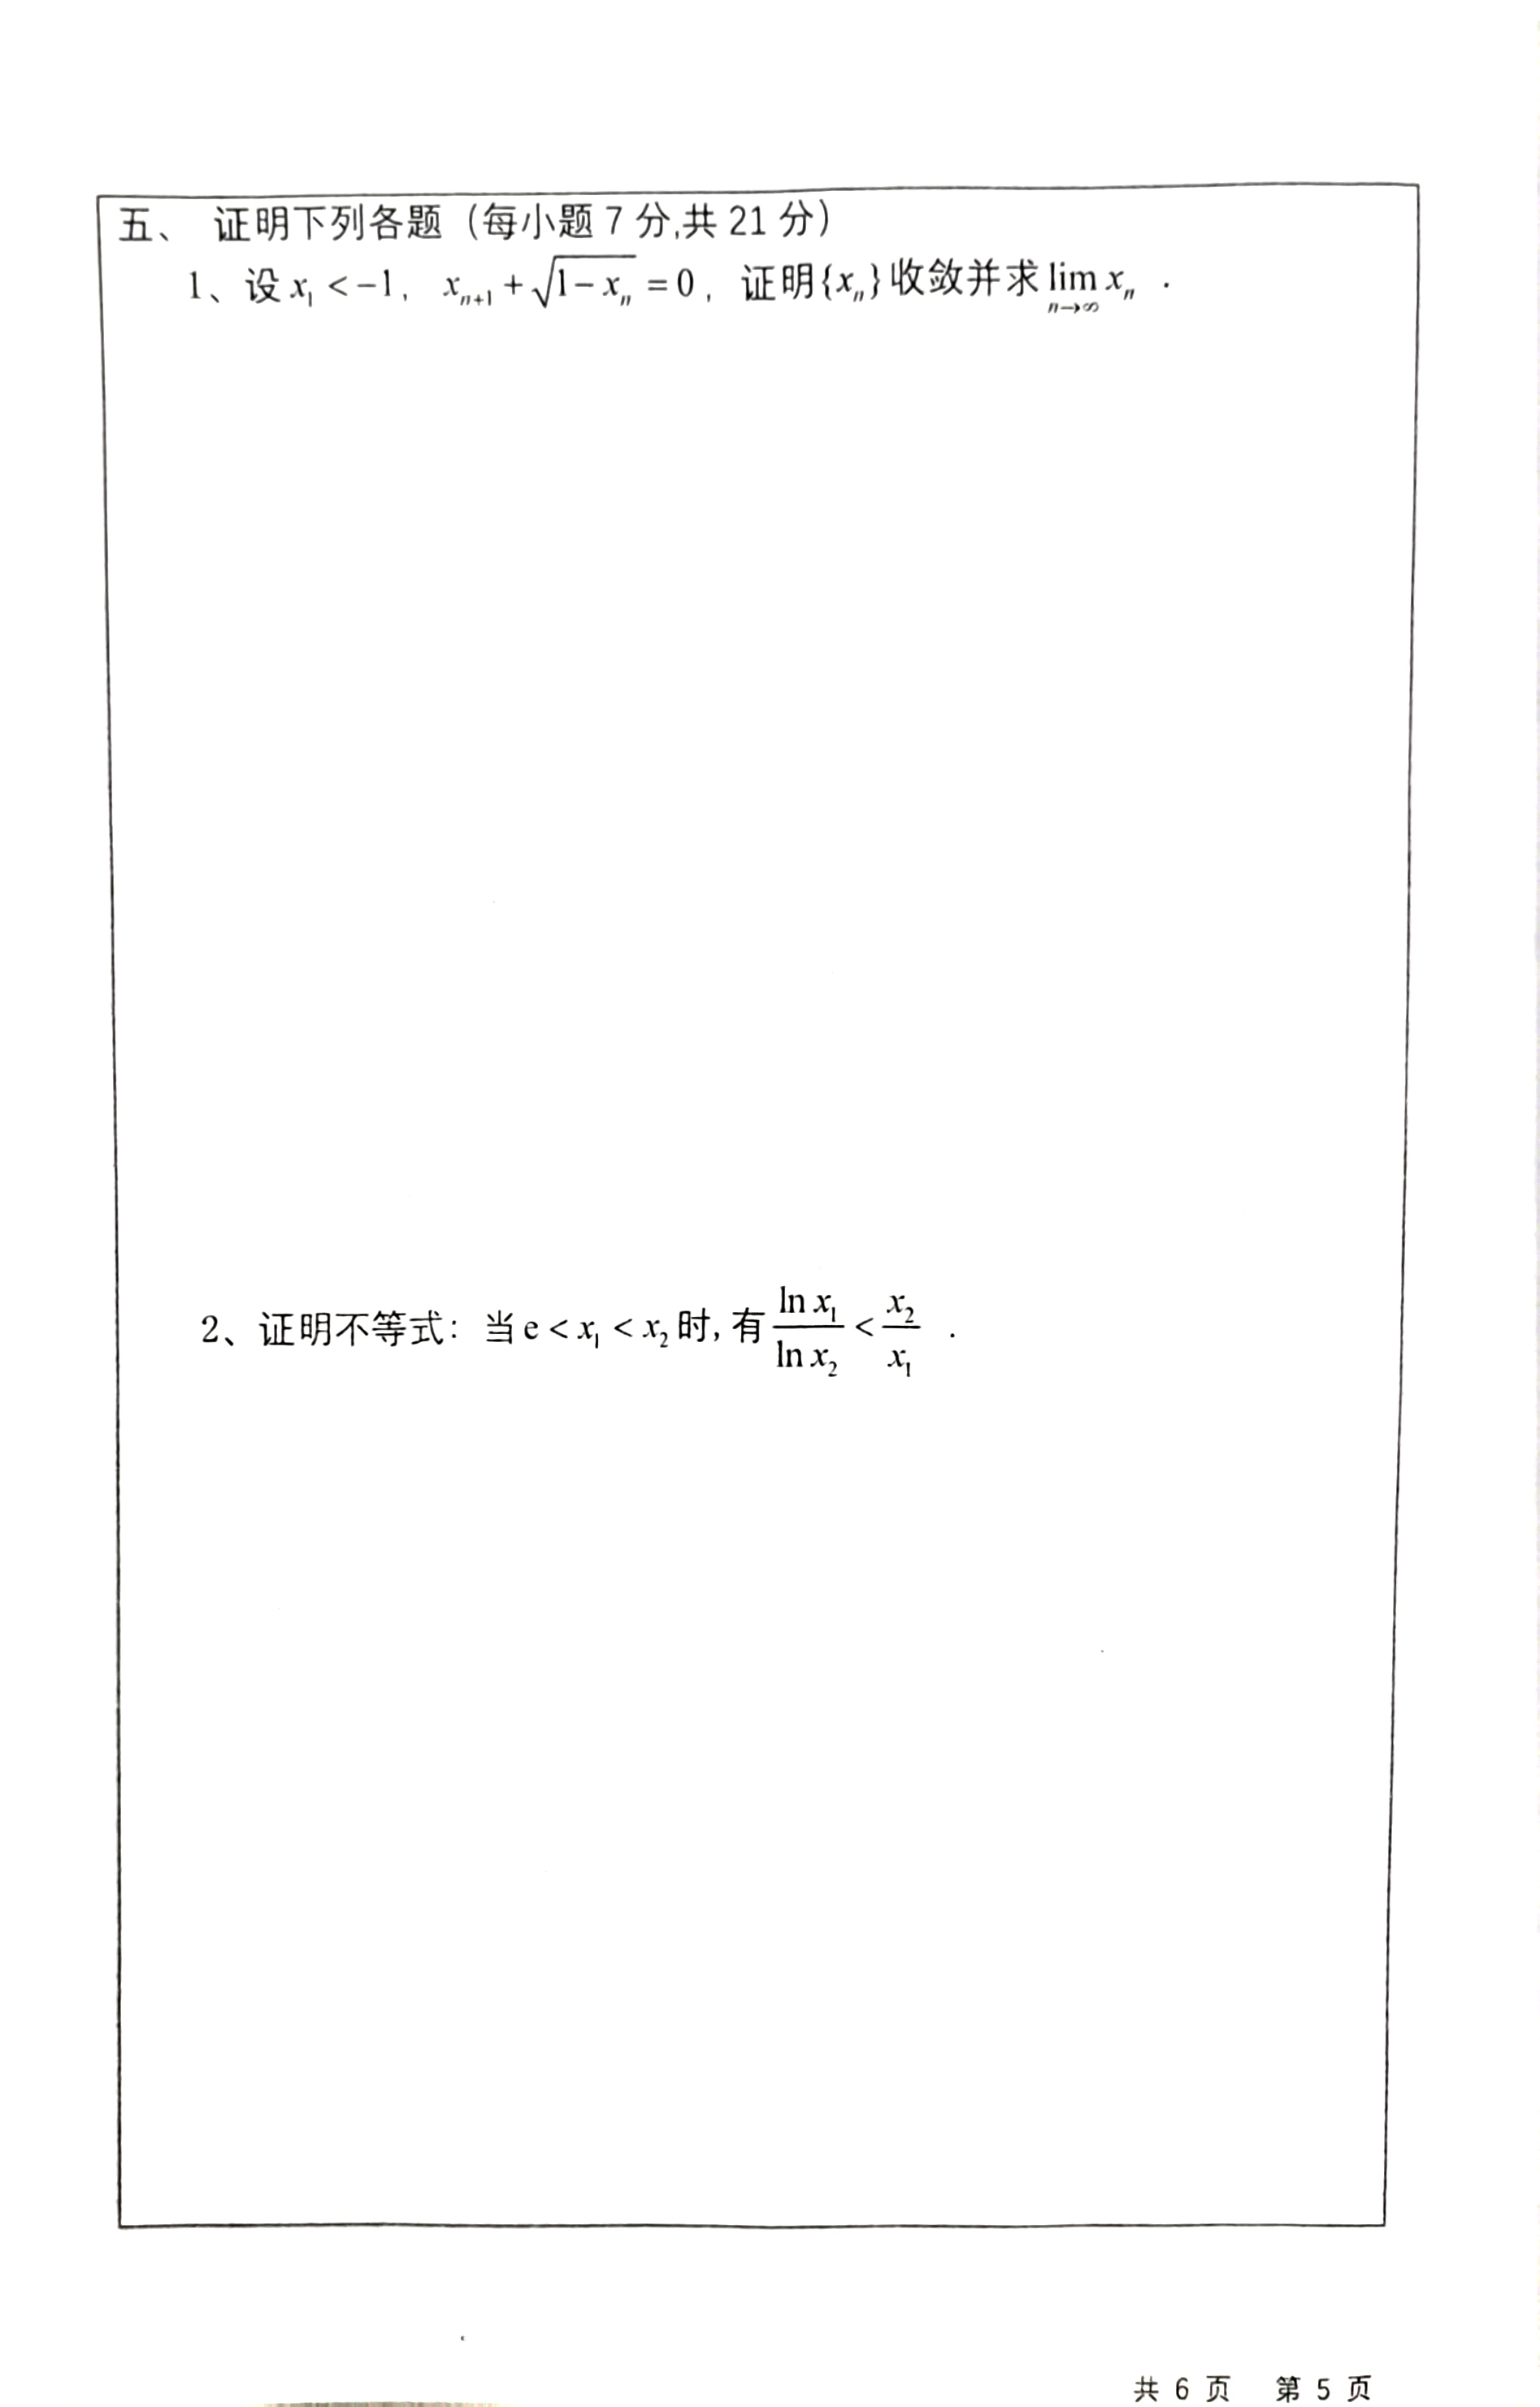 五、 证明下列各题（每小题 7 分,共 21 分）
1、设 $x_1 < -1$, $x_{n+1} + \sqrt{1 - x_n} = 0$, 证明$\{x_n\}$收敛并求$\lim\limits_{n \to \infty} x_n$ .
2、证明不等式：当 $e < x_1 < x_2$ 时, 有 $\frac{\ln x_1}{\ln x_2} < \frac{x_2}{x_1}$ .
共 6 页 第 5 页